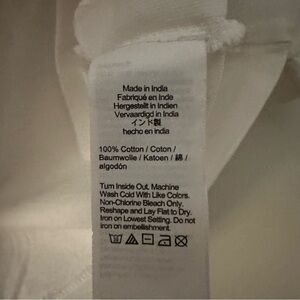 Made in India
Fabriqué en Inde
Hergestellt in Indien
Vervaardigd in India
インド製
hecho en india
100% Cotton / Coton /
Baumwolle / Katoen / 綿 /
algodón
Turn Inside Out. Machine
Wash Cold With Like Colors.
Non-Chlorine Bleach Only.
Reshape and Lay Flat to Dry.
Iron on Lowest Setting. Do not
iron on embellishment.